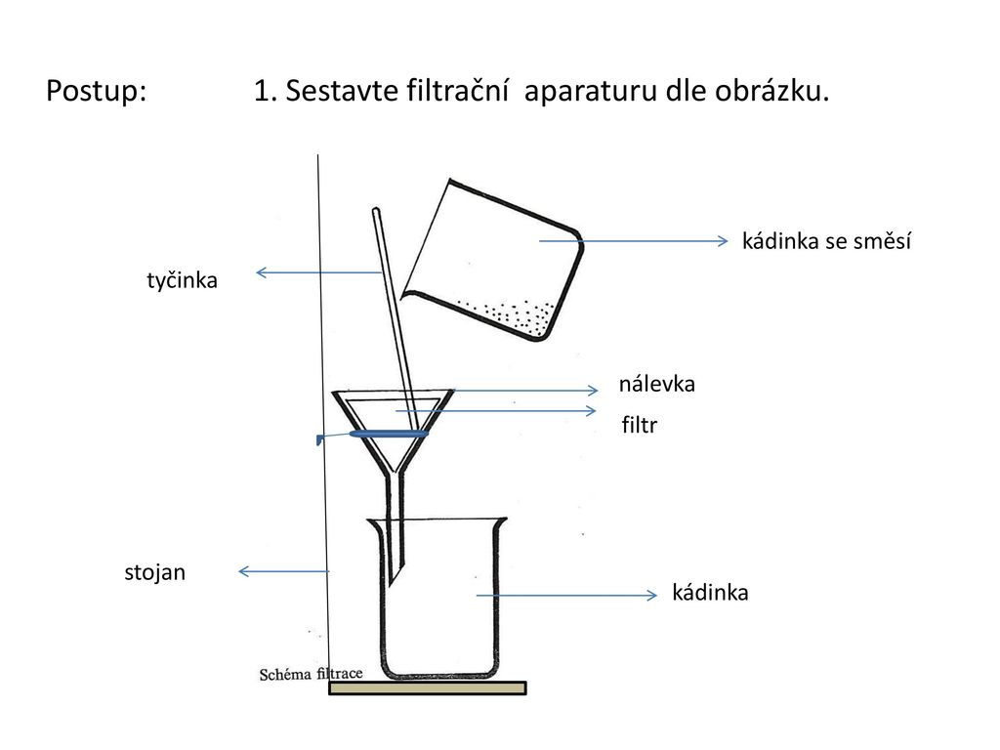 Postup: 1. Sestavte filtrační aparaturu dle obrázku.
kádinka se směsí
tyčinka
nálevka
filtr
stojan
kádinka
Schéma filtrace